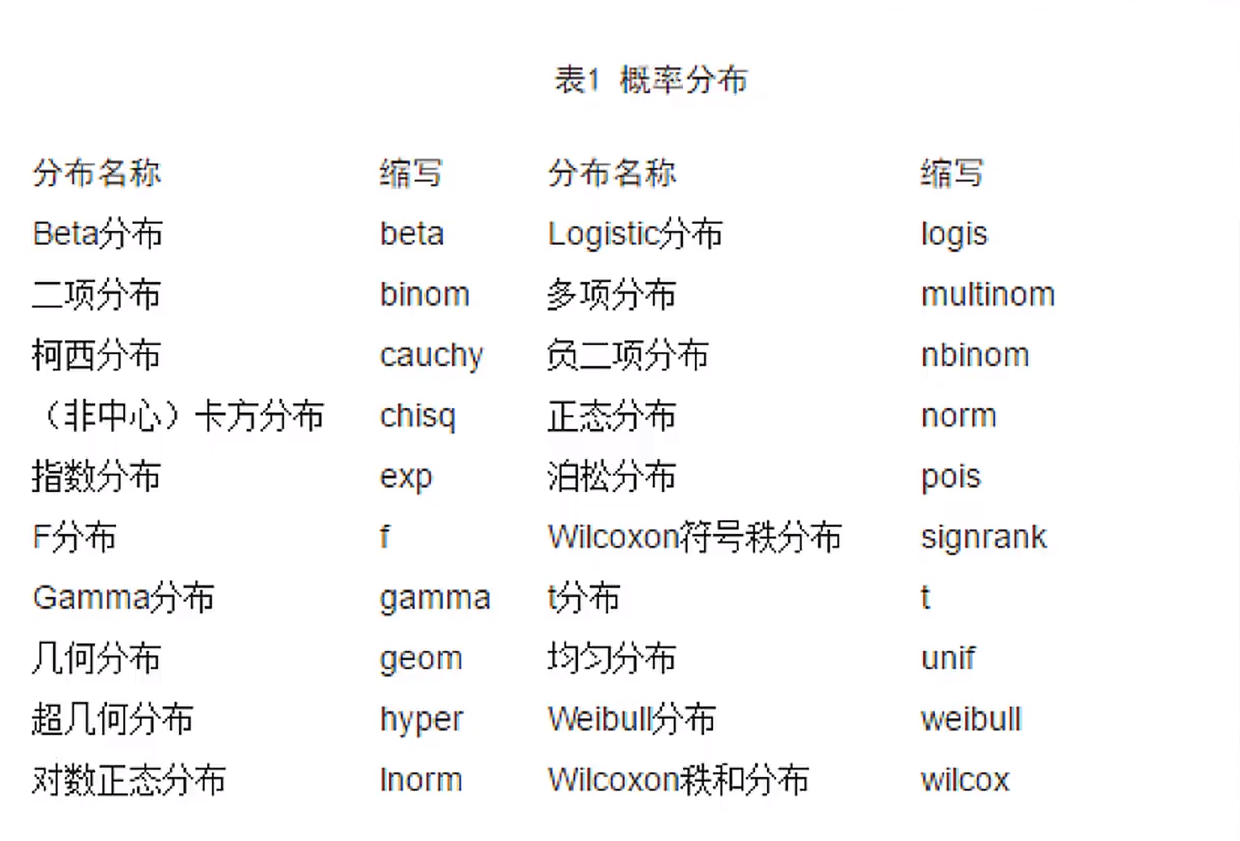 表1 概率分布
分布名称 缩写 分布名称 缩写
Beta分布 beta Logistic分布 logis
二项分布 binom 多项分布 multinom
柯西分布 cauchy 负二项分布 nbinom
（非中心）卡方分布 chisq 正态分布 norm
指数分布 exp 泊松分布 pois
F分布 f Wilcoxon符号秩分布 signrank
Gamma分布 gamma t分布 t
几何分布 geom 均匀分布 unif
超几何分布 hyper Weibull分布 weibull
对数正态分布 lnorm Wilcoxon秩和分布 wilcox